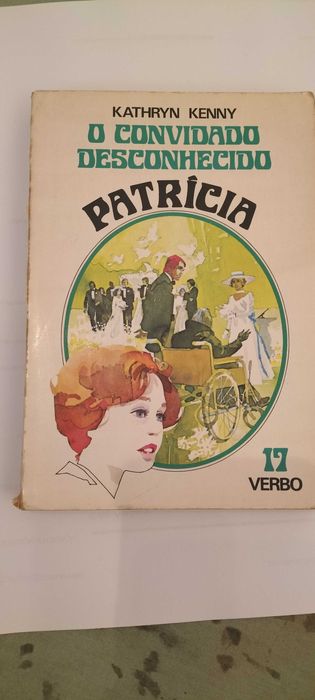 KATHRYN KENNY
O CONVIDADO
DESCONHECIDO
PATRÍCIA
17
VERBO